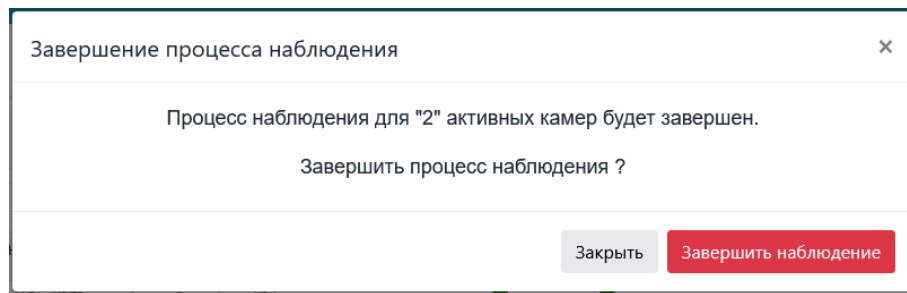 Завершение процесса наблюдения
×
Процесс наблюдения для "2" активных камер будет завершен.
Завершить процесс наблюдения ?
Закрыть
Завершить наблюдение